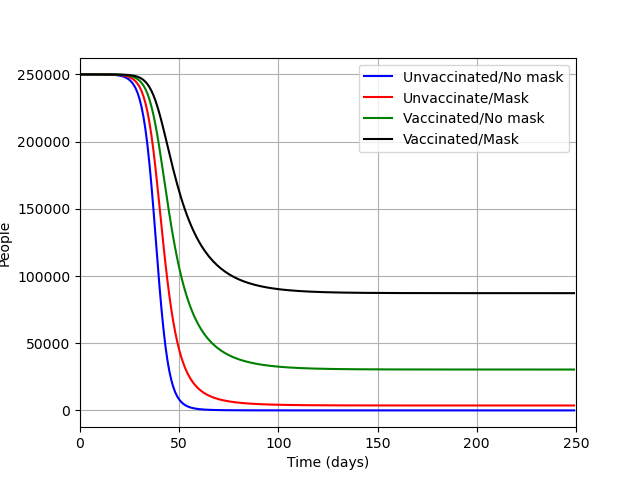 250000
200000
150000
100000
50000
0
People
0 50 100 150 200 250
Time (days)
Unvaccinated/No mask
Unvaccinate/Mask
Vaccinated/No mask
Vaccinated/Mask